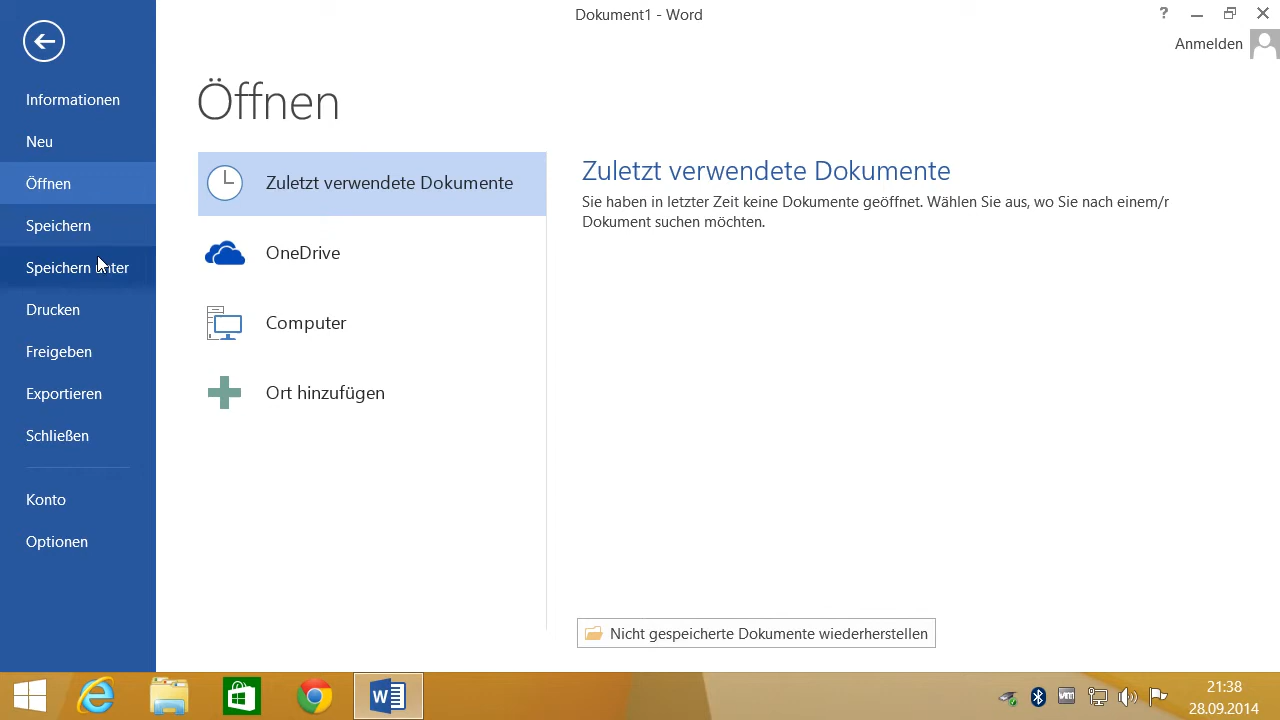 Dokument1 - Word
?
Anmelden
Informationen
Neu
Öffnen
Speichern
Speichern unter
Drucken
Freigeben
Exportieren
Schließen
Konto
Optionen
Öffnen
Zuletzt verwendete Dokumente
OneDrive
Computer
Ort hinzufügen
Zuletzt verwendete Dokumente
Sie haben in letzter Zeit keine Dokumente geöffnet. Wählen Sie aus, wo Sie nach einem/r
Dokument suchen möchten.
Nicht gespeicherte Dokumente wiederherstellen
vm
21:38
28.09.2014